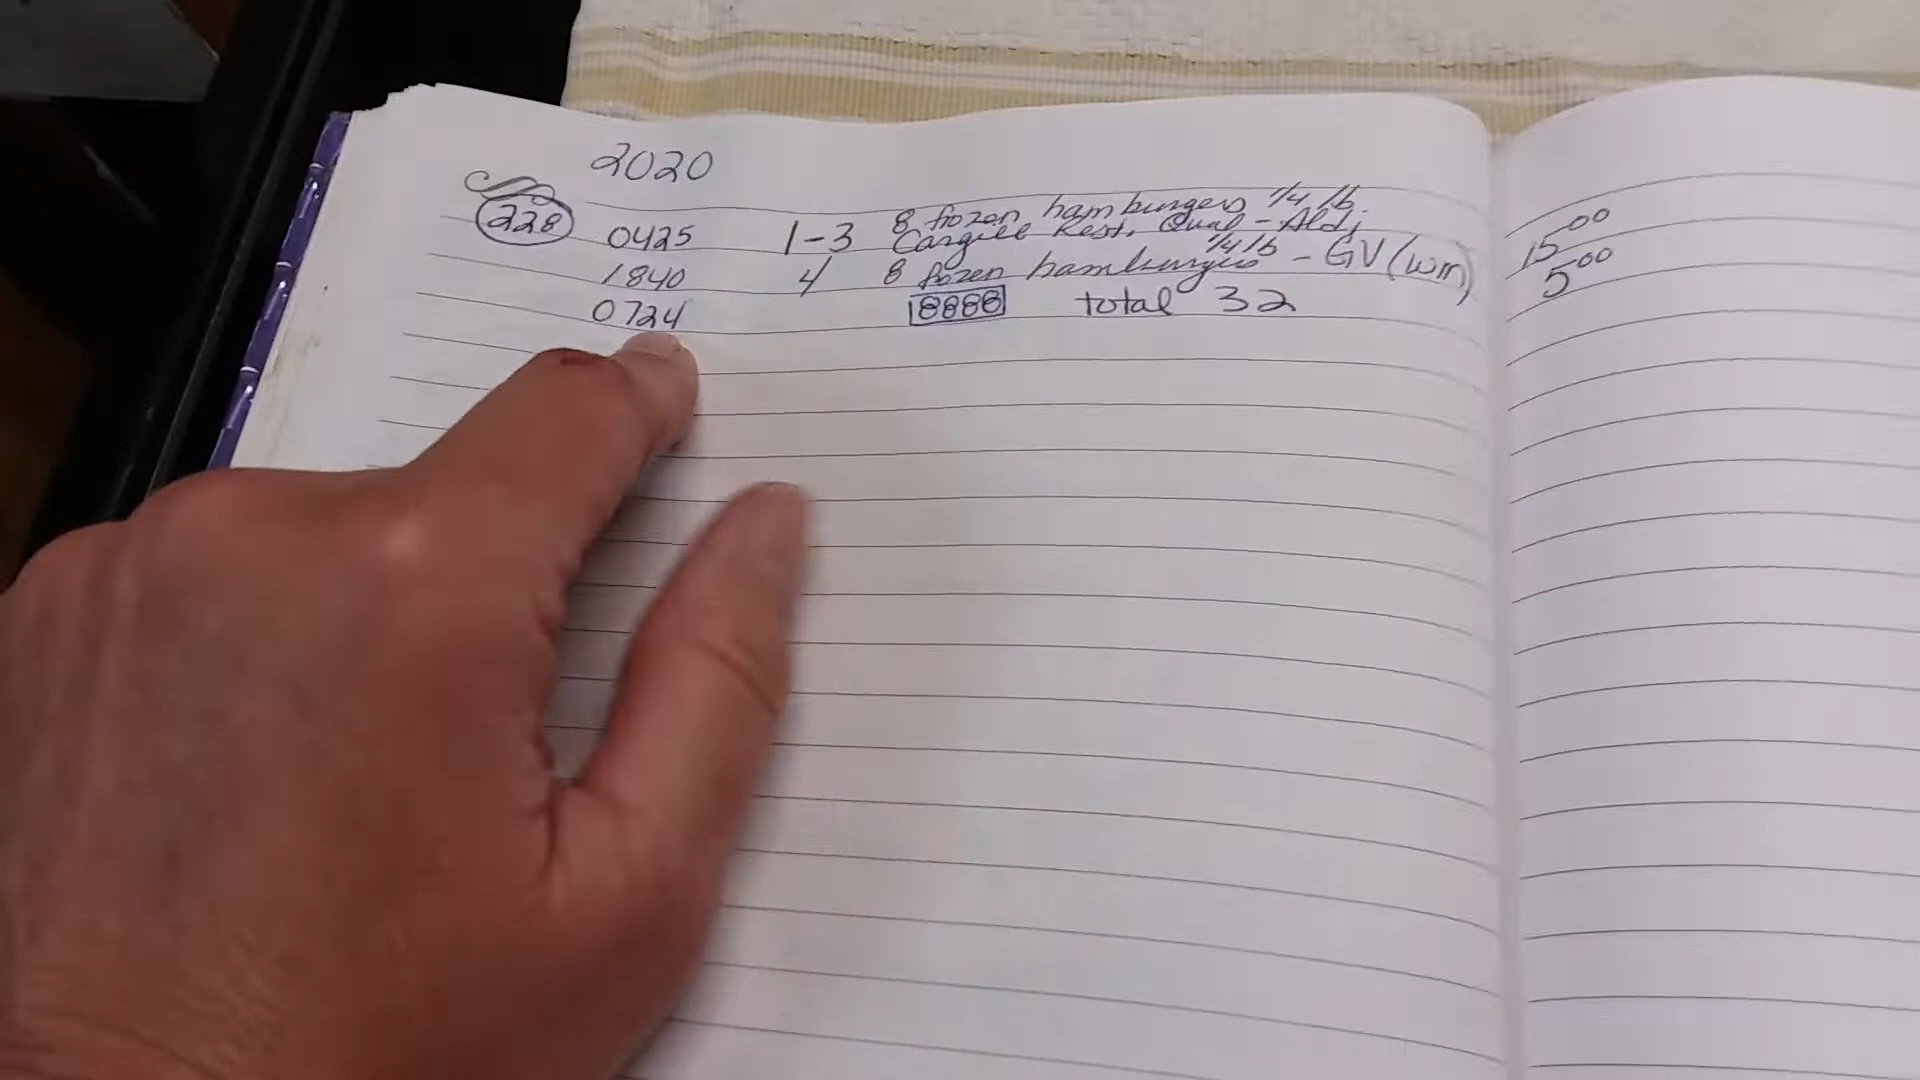 2020
228 0425 1-3 8 frozen hamburgers 1/4 lb.
Cargill Rest. Qual - Aldi 15 00
1840 4 8 frozen hamburgers 1/4 lb - GV (wm) 5 00
0724 8888 total 32